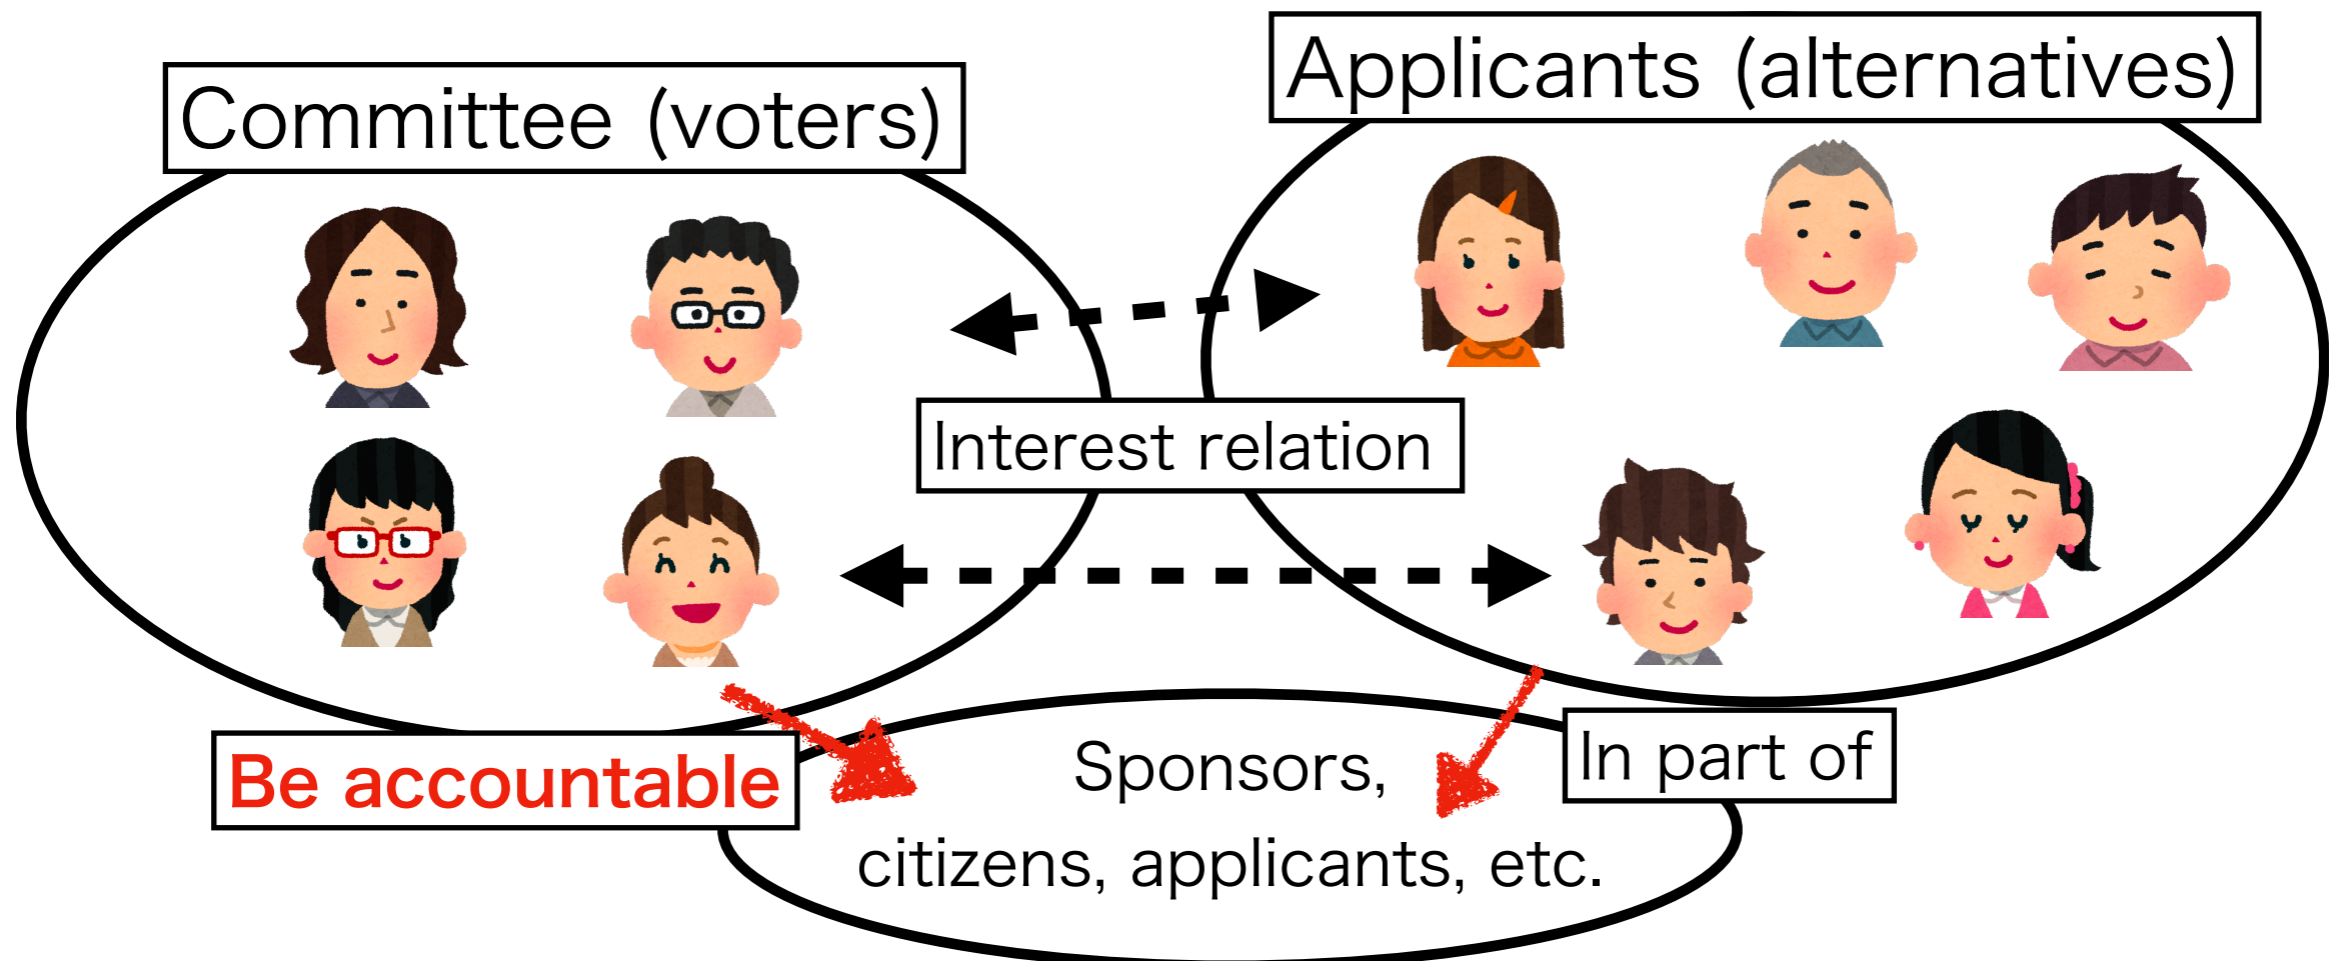 Committee (voters)
Applicants (alternatives)
Interest relation
Be accountable
In part of
Sponsors,
citizens, applicants, etc.